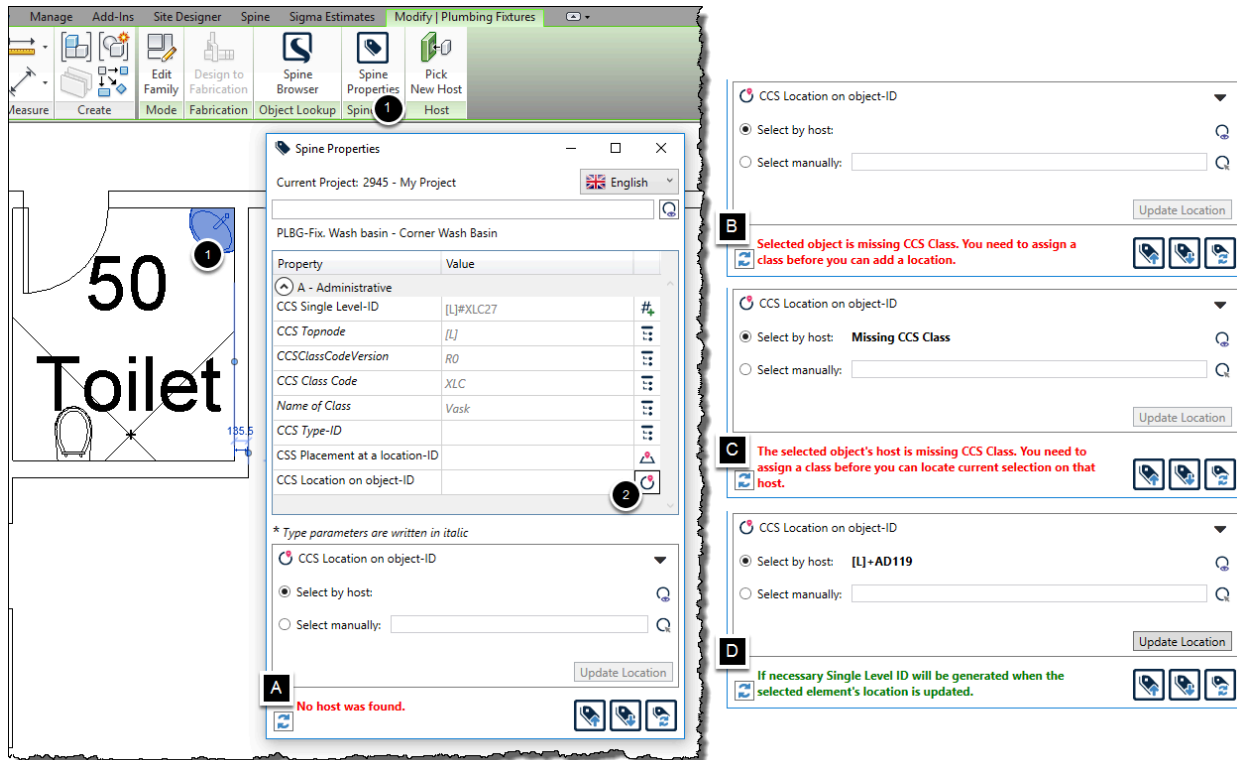 Manage Add-Ins Site Designer Spine Sigma Estimates Modify | Plumbing Fixtures
Edit Family
Design to Fabrication
Spine Browser
Spine Properties
Pick New Host
Measure Create Mode Fabrication Object Lookup Spin Host
1
50
Toilet
1
135.5
Spine Properties
Current Project: 2945 - My Project
English
PLBG-Fix. Wash basin - Corner Wash Basin
Property Value
A - Administrative
CCS Single Level-ID [L]#XLC27
CCS Topnode [L]
CCSClassCodeVersion R0
CCS Class Code XLC
Name of Class Vask
CCS Type-ID
CSS Placement at a location-ID
CCS Location on object-ID
2
* Type parameters are written in italic
CCS Location on object-ID
Select by host:
Select manually:
Update Location
A
No host was found.
CCS Location on object-ID
Select by host:
Select manually:
Update Location
B
Selected object is missing CCS Class. You need to assign a
class before you can add a location.
CCS Location on object-ID
Select by host: Missing CCS Class
Select manually:
Update Location
C
The selected object's host is missing CCS Class. You need to
assign a class before you can locate current selection on that
host.
CCS Location on object-ID
Select by host: [L]+AD119
Select manually:
Update Location
D
If necessary Single Level ID will be generated when the
selected element's location is updated.